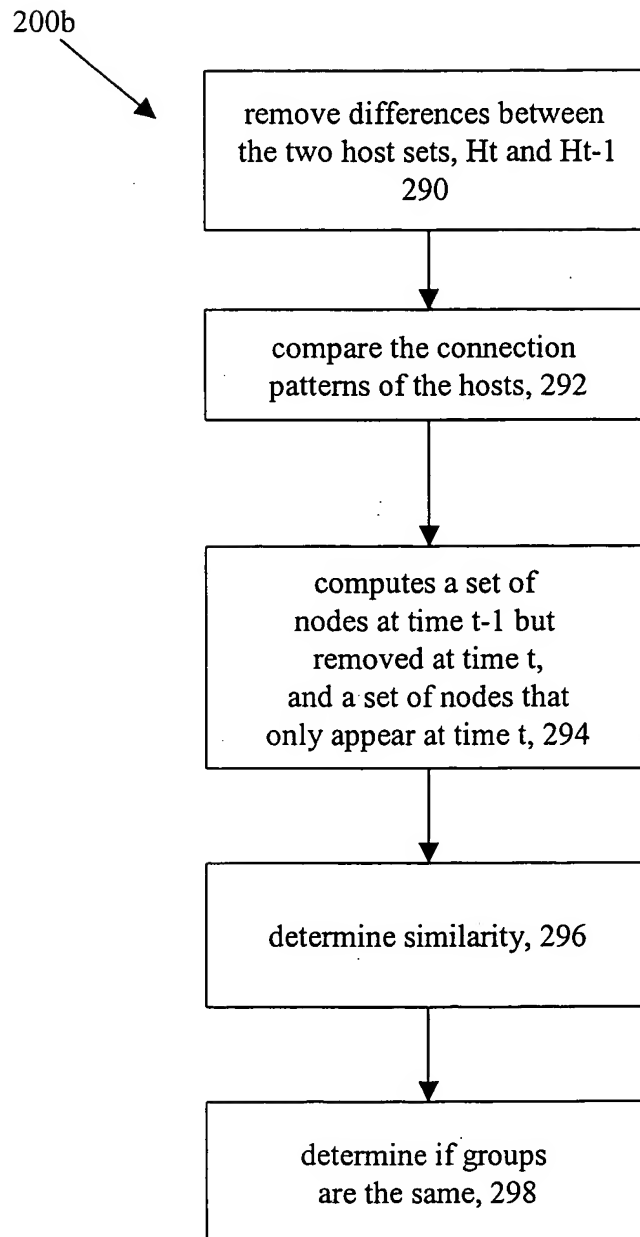 200b
remove differences between
the two host sets, Ht and Ht-1
290
compare the connection
patterns of the hosts, 292
computes a set of
nodes at time t-1 but
removed at time t,
and a set of nodes that
only appear at time t, 294
determine similarity, 296
determine if groups
are the same, 298